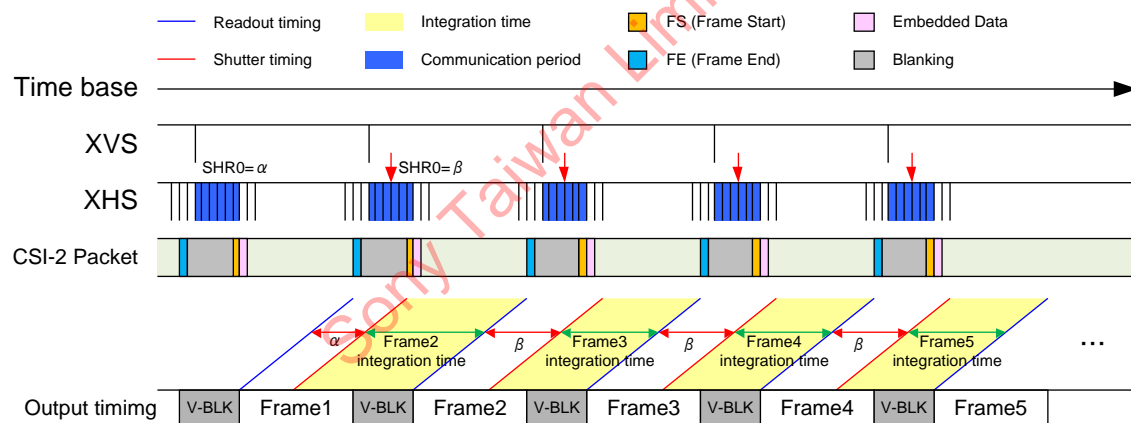 Readout timing
Integration time
FS (Frame Start)
Embedded Data
Shutter timing
Communication period
FE (Frame End)
Blanking
Time base
XVS
SHR0= α
SHR0= β
XHS
CSI-2 Packet
α
Frame2
integration time
β
Frame3
integration time
β
Frame4
integration time
β
Frame5
integration time
...
Output timimg
V-BLK
Frame1
V-BLK
Frame2
V-BLK
Frame3
V-BLK
Frame4
V-BLK
Frame5
Sony Taiwan